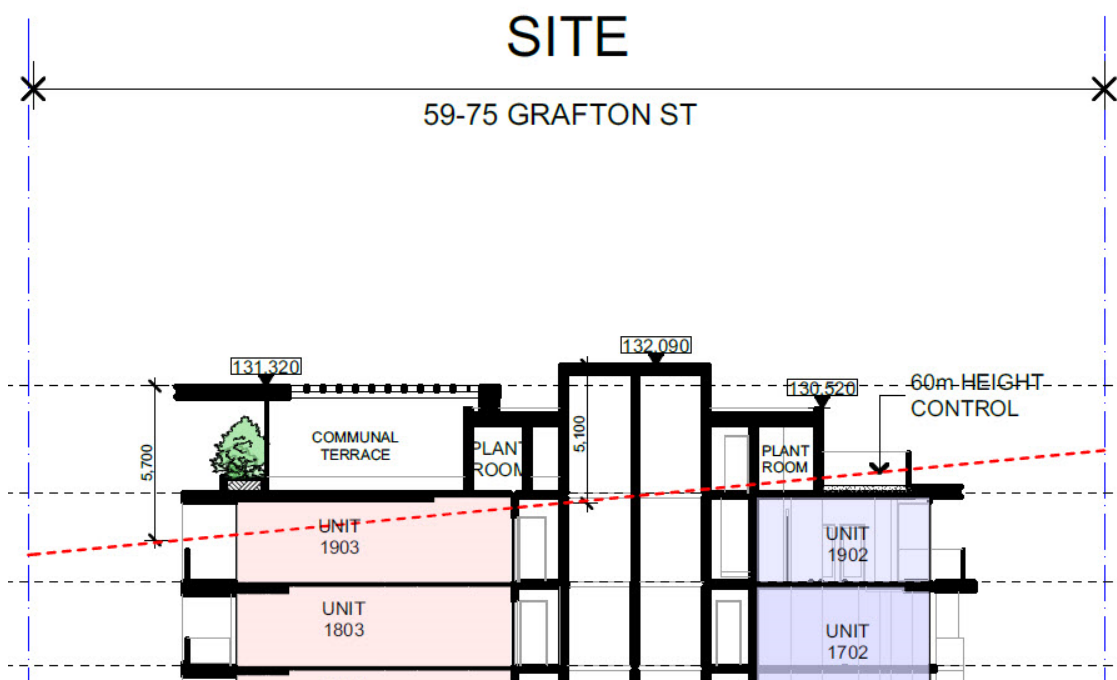 SITE
59-75 GRAFTON ST
131,320
132,090
130,520
60m HEIGHT
CONTROL
COMMUNAL
TERRACE
PLANT
ROOM
PLANT
ROOM
5,700
5,100
UNIT
1903
UNIT
1902
UNIT
1803
UNIT
1702